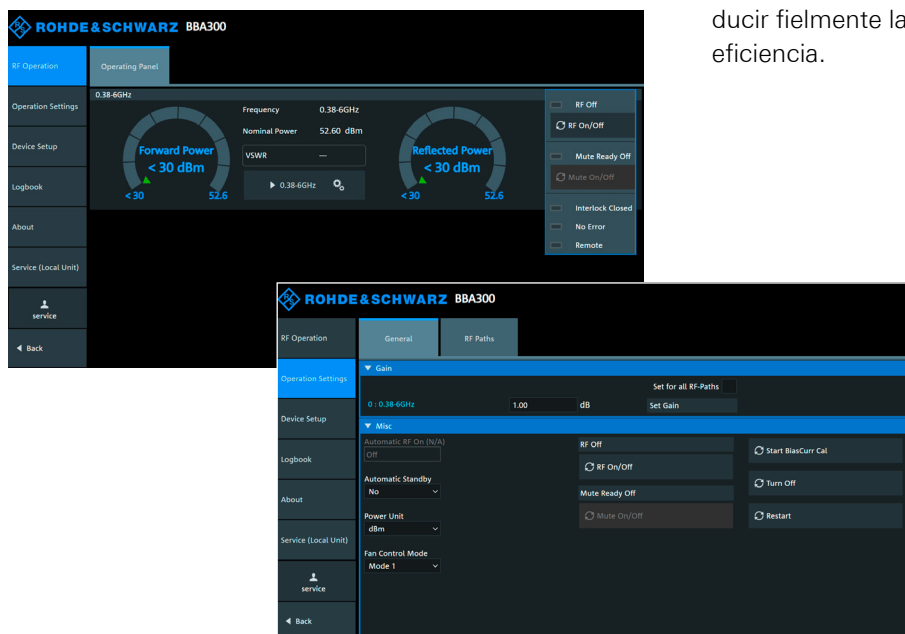 ducir fielmente la
eficiencia.
ROHDE & SCHWARZ BBA300
RF Operation
Operation Settings
Device Setup
Logbook
About
Service (Local Unit)
service
Back
Operating Panel
0.38-6GHz
Forward Power
< 30 dBm
< 30 52.6
Frequency 0.38-6GHz
Nominal Power 52.60 dBm
VSWR —
0.38-6GHz
Reflected Power
< 30 dBm
< 30 52.6
RF Off
RF On/Off
Mute Ready Off
Mute On/Off
Interlock Closed
No Error
Remote
ROHDE & SCHWARZ BBA300
RF Operation
Operation Settings
Device Setup
Logbook
About
Service (Local Unit)
service
Back
General RF Paths
Gain
Set for all RF-Paths
0 : 0.38-6GHz 1.00 dB Set Gain
Misc
Automatic RF On (N/A)
Off
Automatic Standby
No
Power Unit
dBm
Fan Control Mode
Mode 1
RF Off
RF On/Off
Mute Ready Off
Mute On/Off
Start BiasCurr Cal
Turn Off
Restart